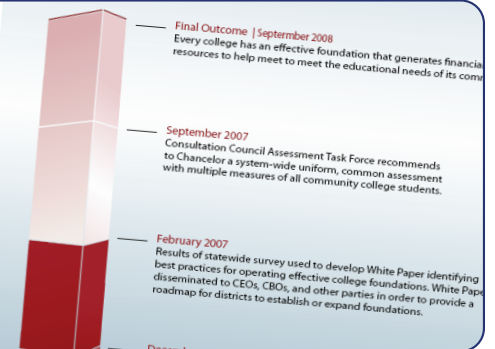 Final Outcome | Septermber 2008
Every college has an effective foundation that generates financial
resources to help meet to meet the educational needs of its
September 2007
Consultation Council Assessment Task Force recommends
to Chancelor a system-wide uniform, common assessment
with multiple measures of all community college students.
February 2007
Results of statewide survey used to develop White Paper identifying
best practices for operating effective college foundations. White Paper
disseminated to CEOs, CBOs, and other parties in order to provide a
roadmap for districts to establish or expand foundations.